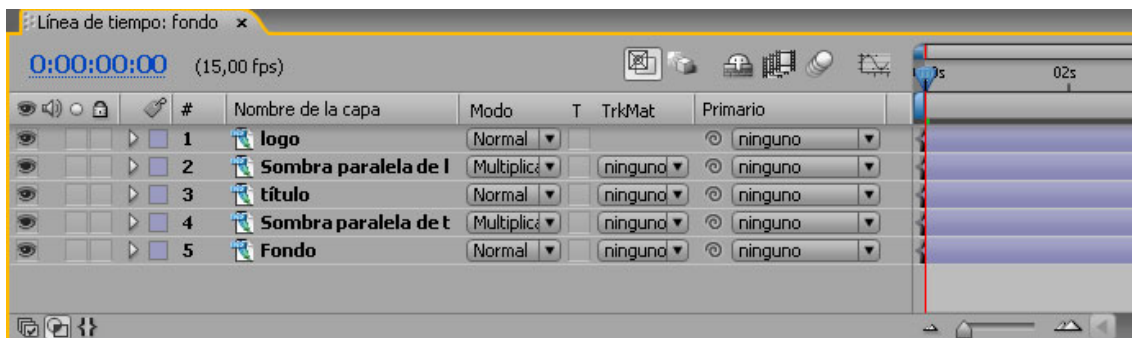 Línea de tiempo: fondo x
0:00:00:00 (15,00 fps)
0s 02s
# Nombre de la capa Modo T TrkMat Primario
1 logo Normal ninguno
2 Sombra paralela de l Multiplica ninguno ninguno
3 título Normal ninguno ninguno
4 Sombra paralela de t Multiplica ninguno ninguno
5 Fondo Normal ninguno ninguno